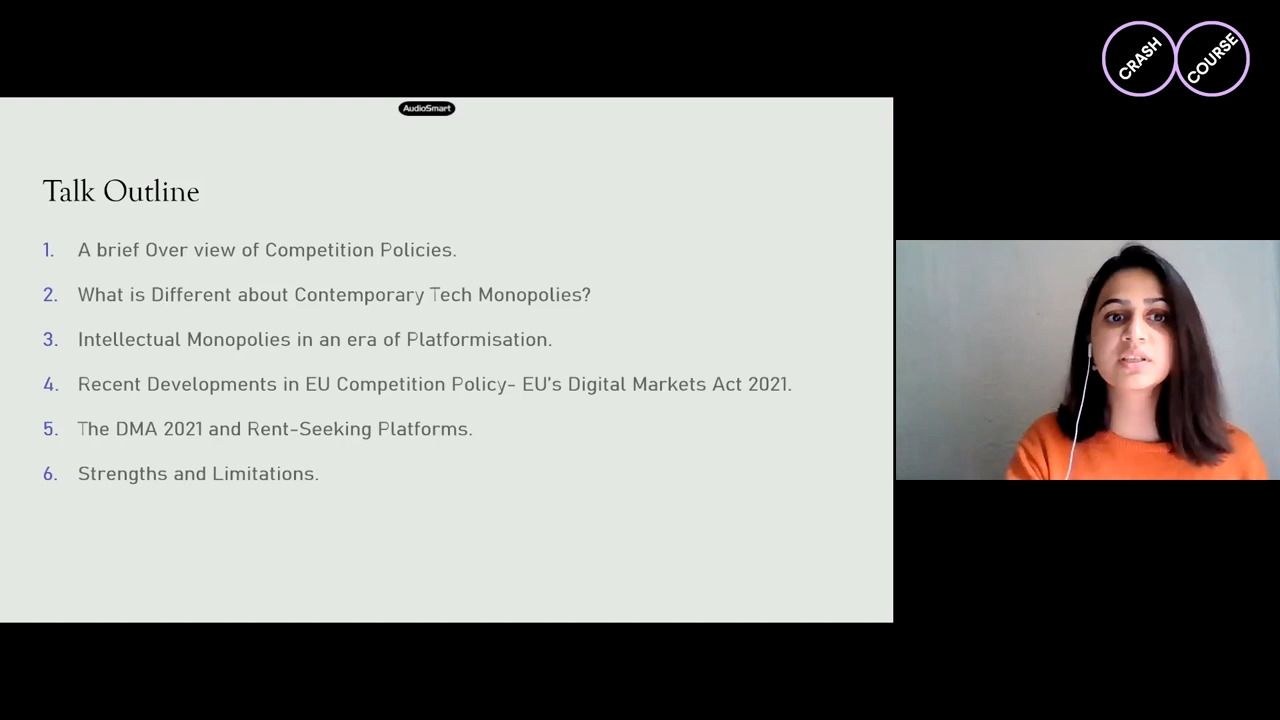 CRASH COURSE
AudioSmart
Talk Outline
1. A brief Over view of Competition Policies.
2. What is Different about Contemporary Tech Monopolies?
3. Intellectual Monopolies in an era of Platformisation.
4. Recent Developments in EU Competition Policy- EU's Digital Markets Act 2021.
5. The DMA 2021 and Rent-Seeking Platforms.
6. Strengths and Limitations.